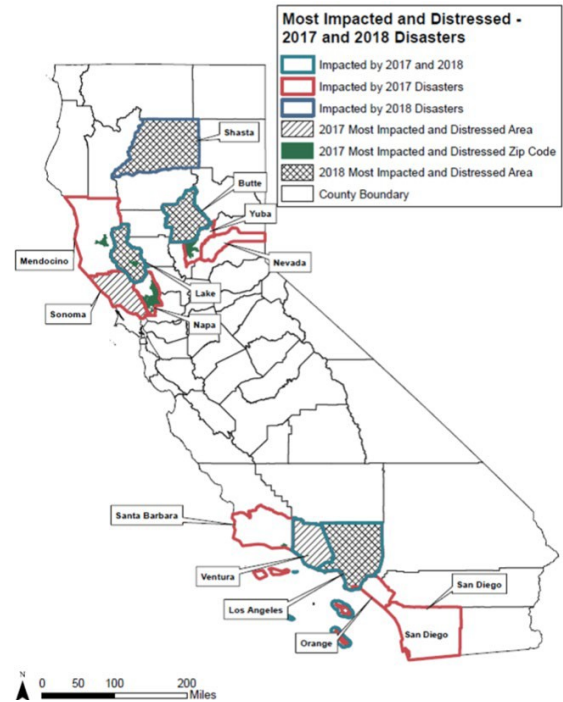 Most Impacted and Distressed -
2017 and 2018 Disasters
Impacted by 2017 and 2018
Impacted by 2017 Disasters
Impacted by 2018 Disasters
2017 Most Impacted and Distressed Area
2017 Most Impacted and Distressed Zip Code
2018 Most Impacted and Distressed Area
County Boundary
Shasta
Butte
Yuba
Nevada
Mendocino
Lake
Sonoma
Napa
Santa Barbara
Ventura
San Diego
Los Angeles
Orange
San Diego
N
0 50 100 200
Miles